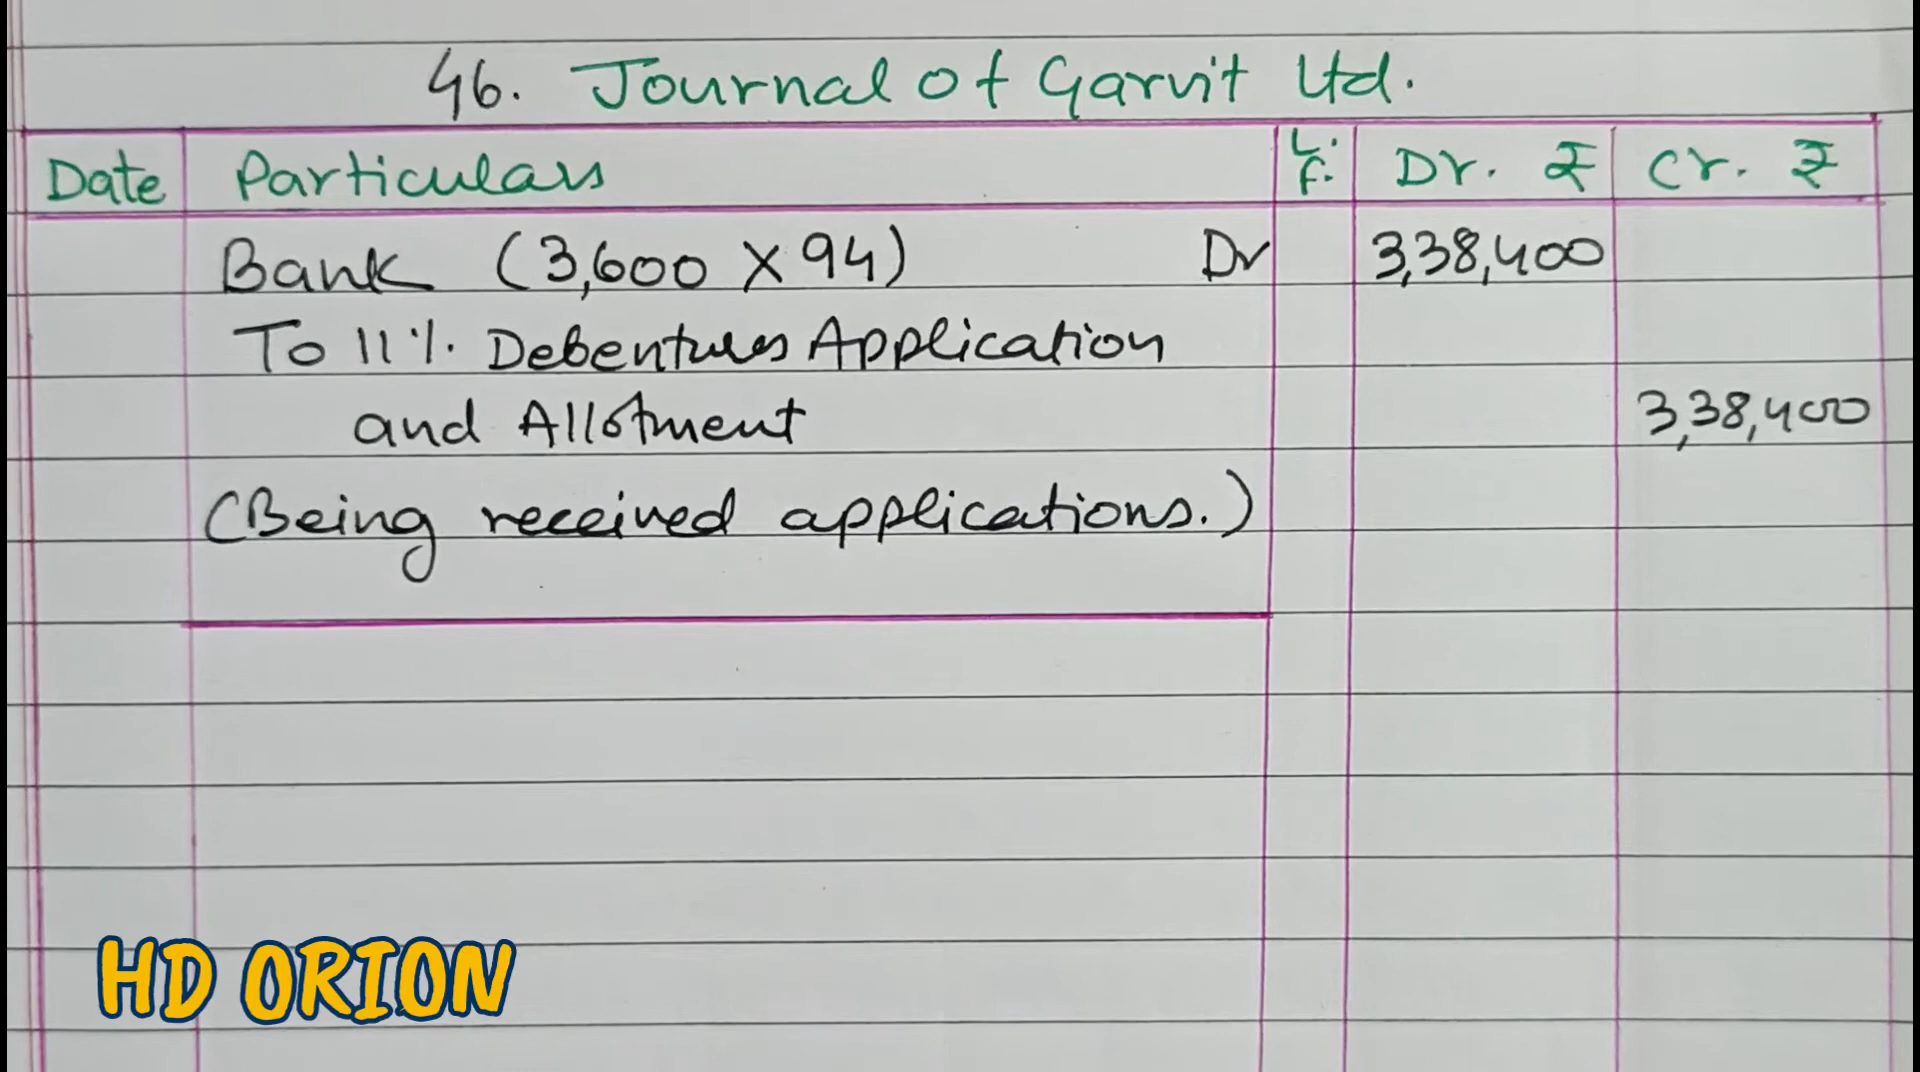 46. Journal of Garvit Ltd.
Date Particulars L.F. Dr. ₹ Cr. ₹
Bank (3,600 X 94) Dr 3,38,400
To 11%. Debentures Application
and Allotment 3,38,400
(Being received applications.)
HD ORION